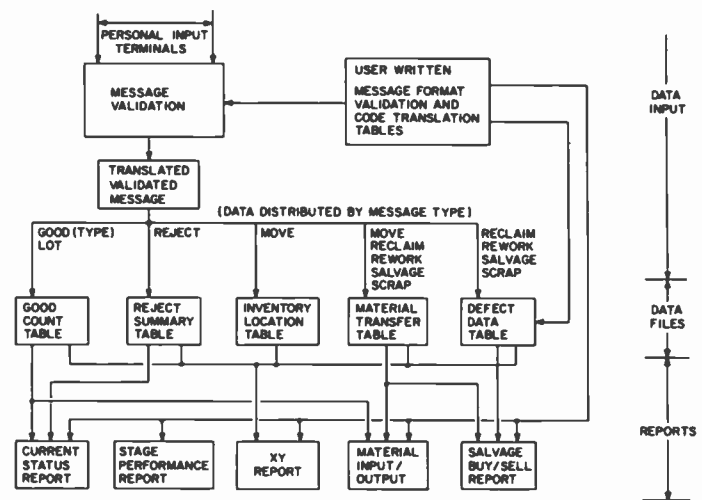 PERSONAL INPUT
TERMINALS
MESSAGE
VALIDATION
USER WRITTEN
MESSAGE FORMAT
VALIDATION AND
CODE TRANSLATION
TABLES
DATA
INPUT
TRANSLATED
VALIDATED
MESSAGE
(DATA DISTRIBUTED BY MESSAGE TYPE)
GOOD (TYPE)
LOT
REJECT
MOVE
MOVE
RECLAIM
REWORK
SALVAGE
SCRAP
RECLAIM
REWORK
SALVAGE
SCRAP
GOOD
COUNT
TABLE
REJECT
SUMMARY
TABLE
INVENTORY
LOCATION
TABLE
MATERIAL
TRANSFER
TABLE
DEFECT
DATA
TABLE
DATA
FILES
REPORTS
CURRENT
STATUS
REPORT
STAGE
PERFORMANCE
REPORT
XY
REPORT
MATERIAL
INPUT/
OUTPUT
SALVAGE
BUY/SELL
REPORT